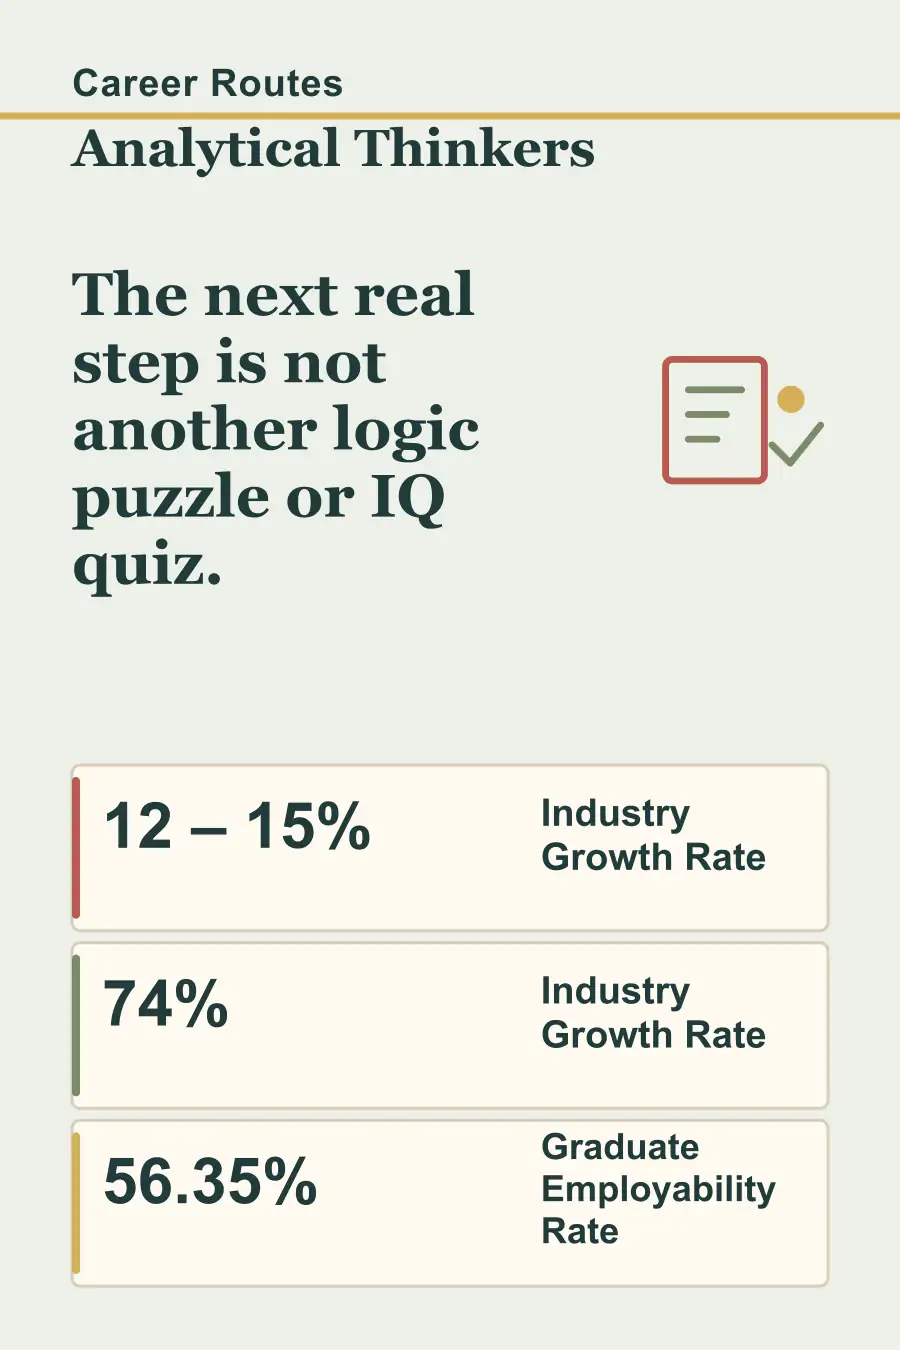 Career Routes
Analytical Thinkers
The next real
step is not
another logic
puzzle or IQ
quiz.
12 – 15%
Industry
Growth Rate
74%
Industry
Growth Rate
56.35%
Graduate
Employability
Rate